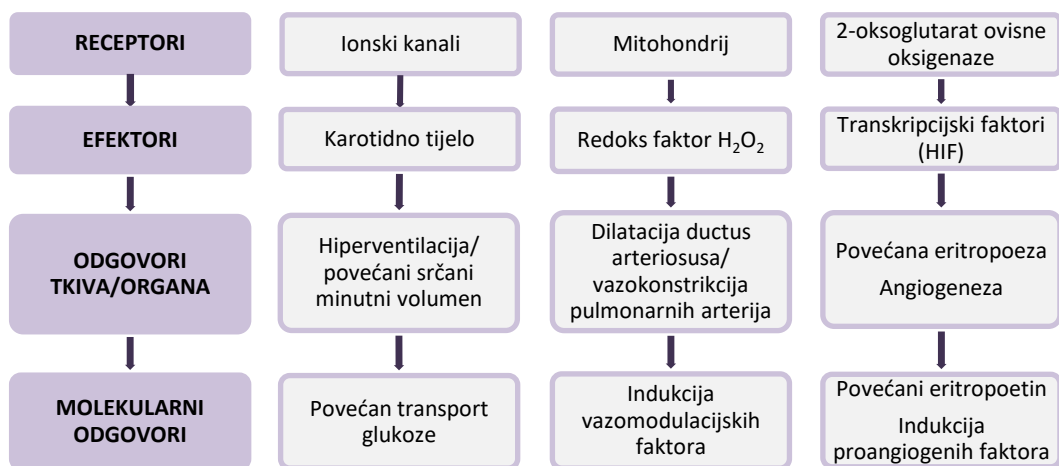 RECEPTORI
Ionski kanali
Mitohondrij
2-oksoglutarat ovisne
oksigenaze
EFEKTORI
Karotidno tijelo
Redoks faktor H₂O₂
Transkripcijski faktori
(HIF)
ODGOVORI
TKIVA/ORGANA
Hiperventilacija/
povećani srčani
minutni volumen
Dilatacija ductus
arteriosusa/
vazokonstrikcija
pulmonarnih arterija
Povećana eritropoeza
Angiogeneza
MOLEKULARNI
ODGOVORI
Povećan transport
glukoze
Indukcija
vazomodulacijskih
faktora
Povećani eritropoetin
Indukcija
proangiogenih faktora